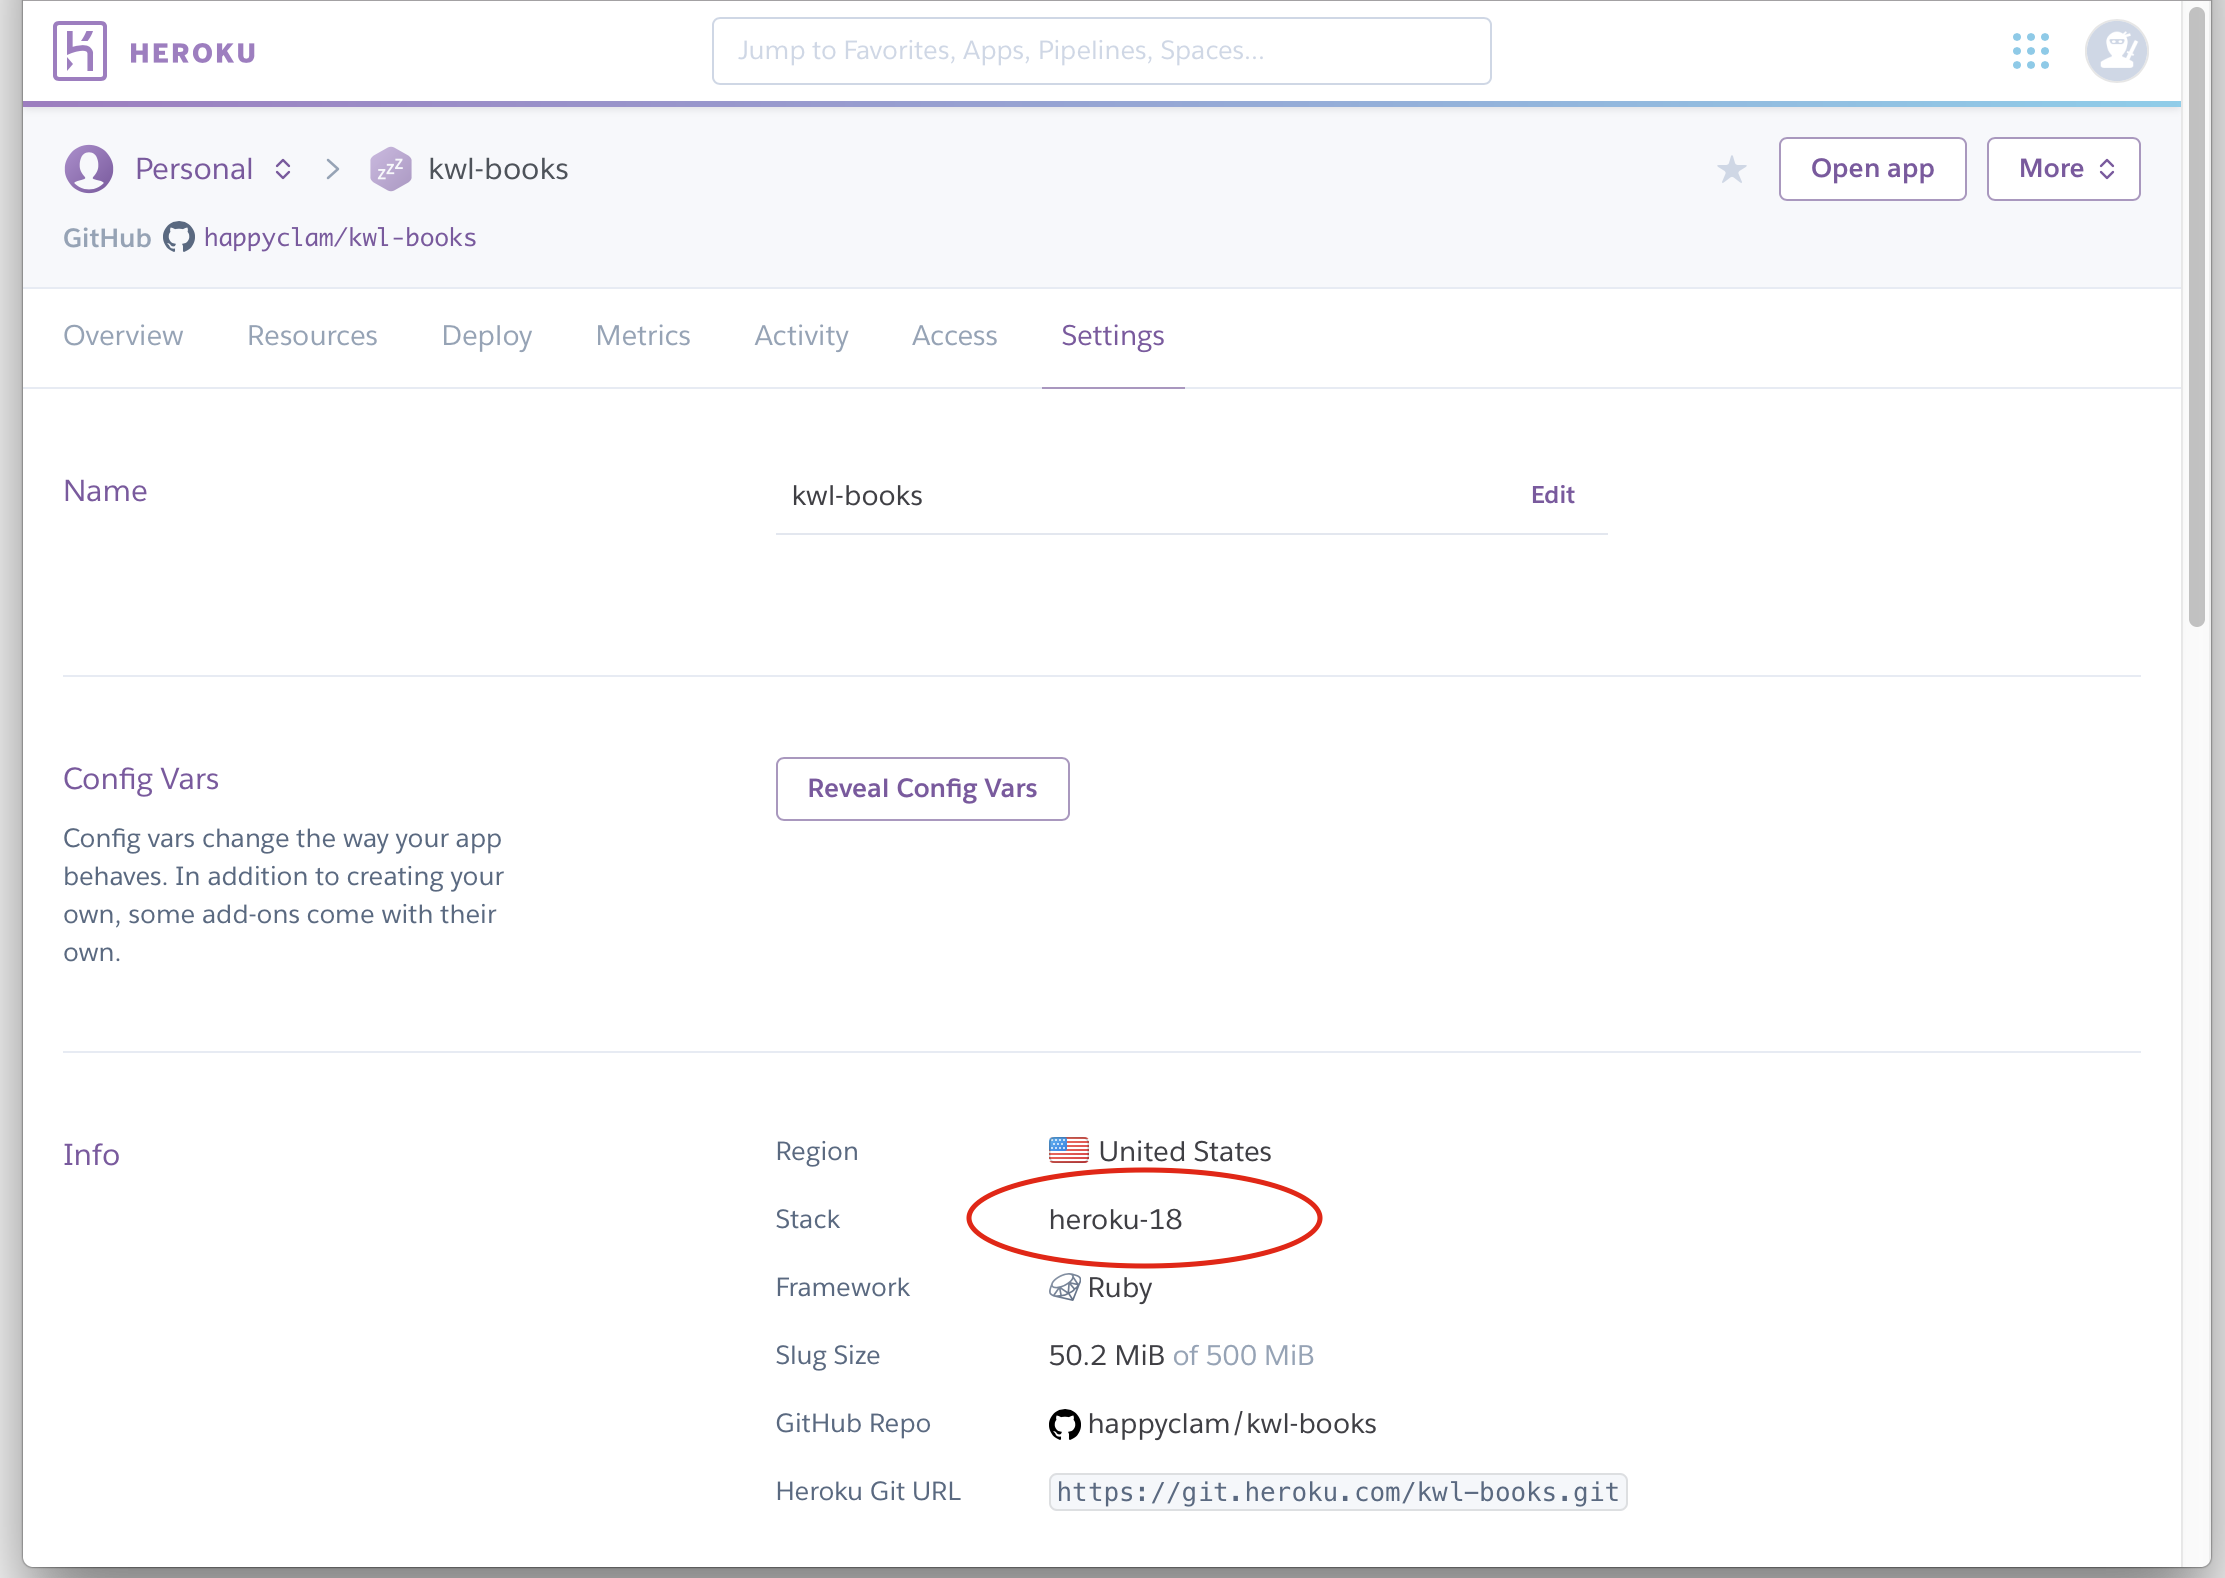 HEROKU
Jump to Favorites, Apps, Pipelines, Spaces...
Personal
zzz
kwl-books
Open app
More
GitHub happyclam/kwl-books
Overview Resources Deploy Metrics Activity Access Settings
Name
kwl-books
Edit
Config Vars
Reveal Config Vars
Config vars change the way your app
behaves. In addition to creating your
own, some add-ons come with their
own.
Info
Region United States
Stack heroku-18
Framework Ruby
Slug Size 50.2 MiB of 500 MiB
GitHub Repo happyclam/kwl-books
Heroku Git URL https://git.heroku.com/kwl-books.git